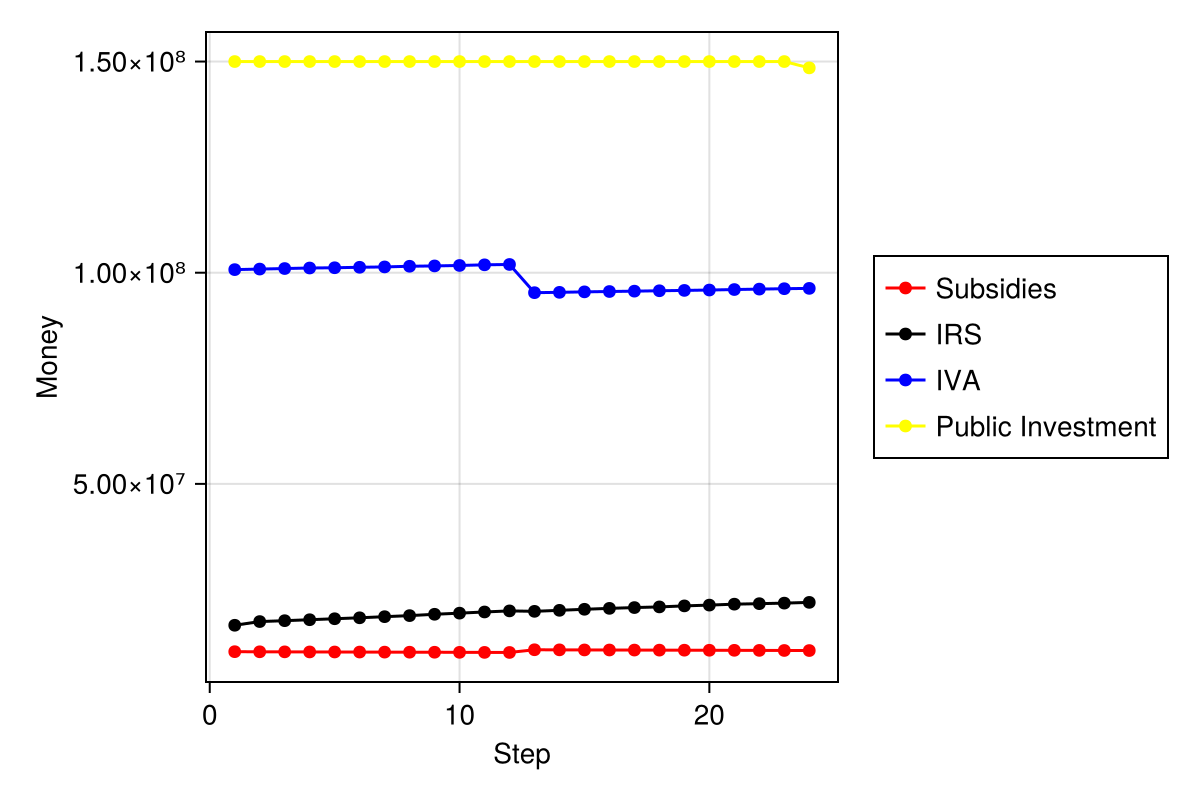 1.50×10⁸
1.00×10⁸
5.00×10⁷
Money
0
10
20
Step
Subsidies
IRS
IVA
Public Investment